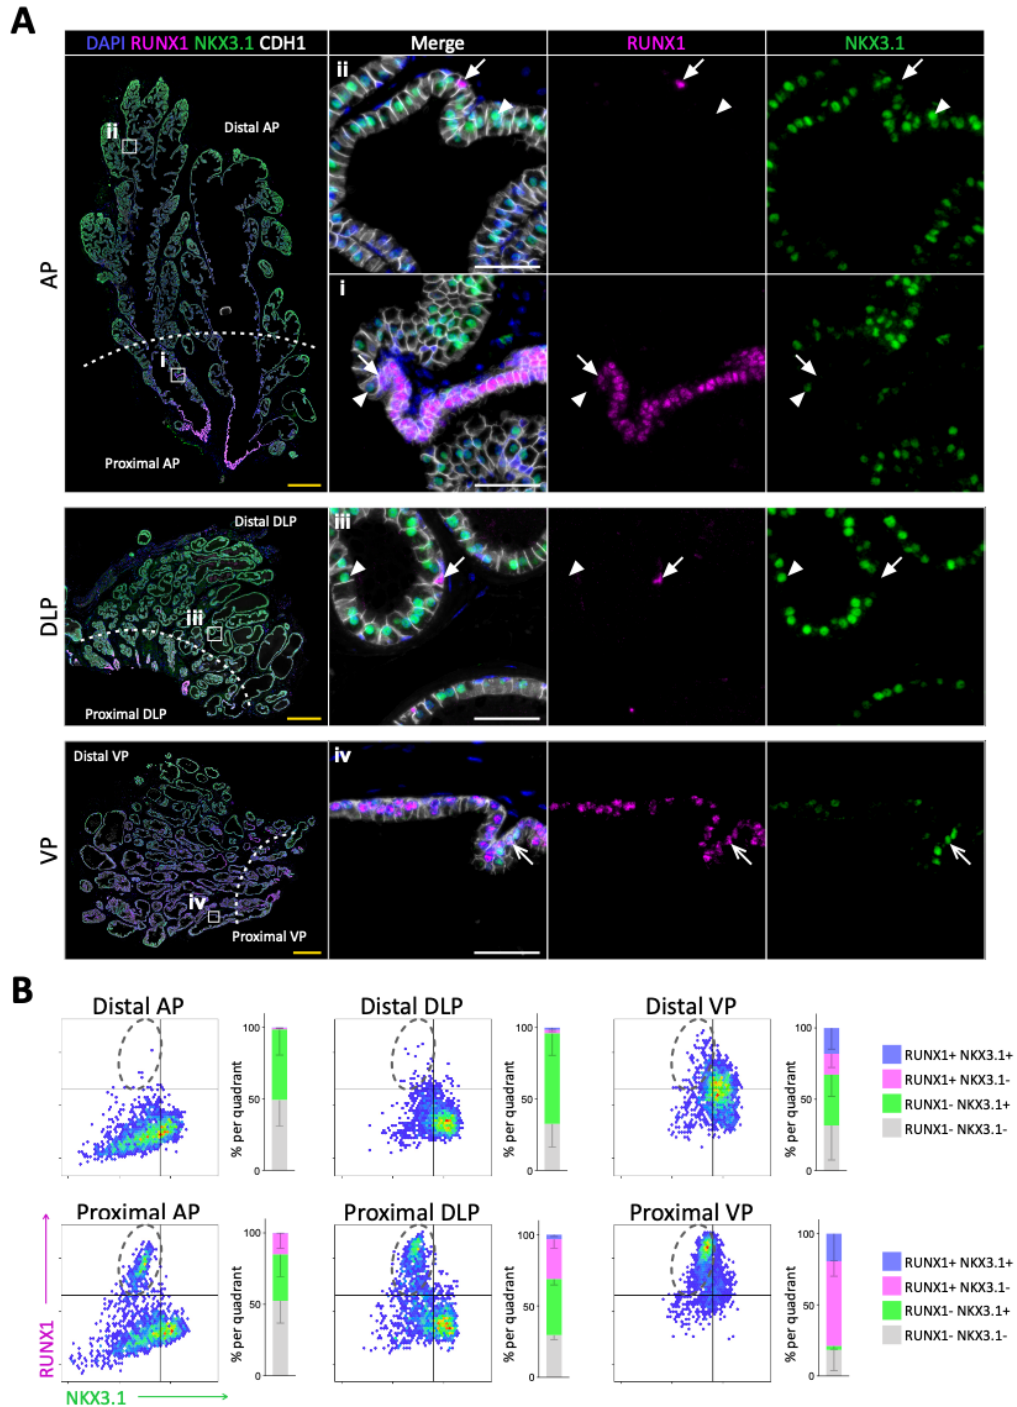 A
DAPI RUNX1 NKX3.1 CDH1
Merge
RUNX1
NKX3.1
AP
ii
Distal AP
i
Proximal AP
ii
i
DLP
Distal DLP
iii
Proximal DLP
iii
VP
Distal VP
iv
Proximal VP
iv
B
Distal AP
% per quadrant
100
50
0
Distal DLP
% per quadrant
100
50
0
Distal VP
% per quadrant
100
50
0
RUNX1+ NKX3.1+
RUNX1+ NKX3.1-
RUNX1- NKX3.1+
RUNX1- NKX3.1-
Proximal AP
% per quadrant
100
50
0
Proximal DLP
% per quadrant
100
50
0
Proximal VP
% per quadrant
100
50
0
RUNX1+ NKX3.1+
RUNX1+ NKX3.1-
RUNX1- NKX3.1+
RUNX1- NKX3.1-
RUNX1
NKX3.1